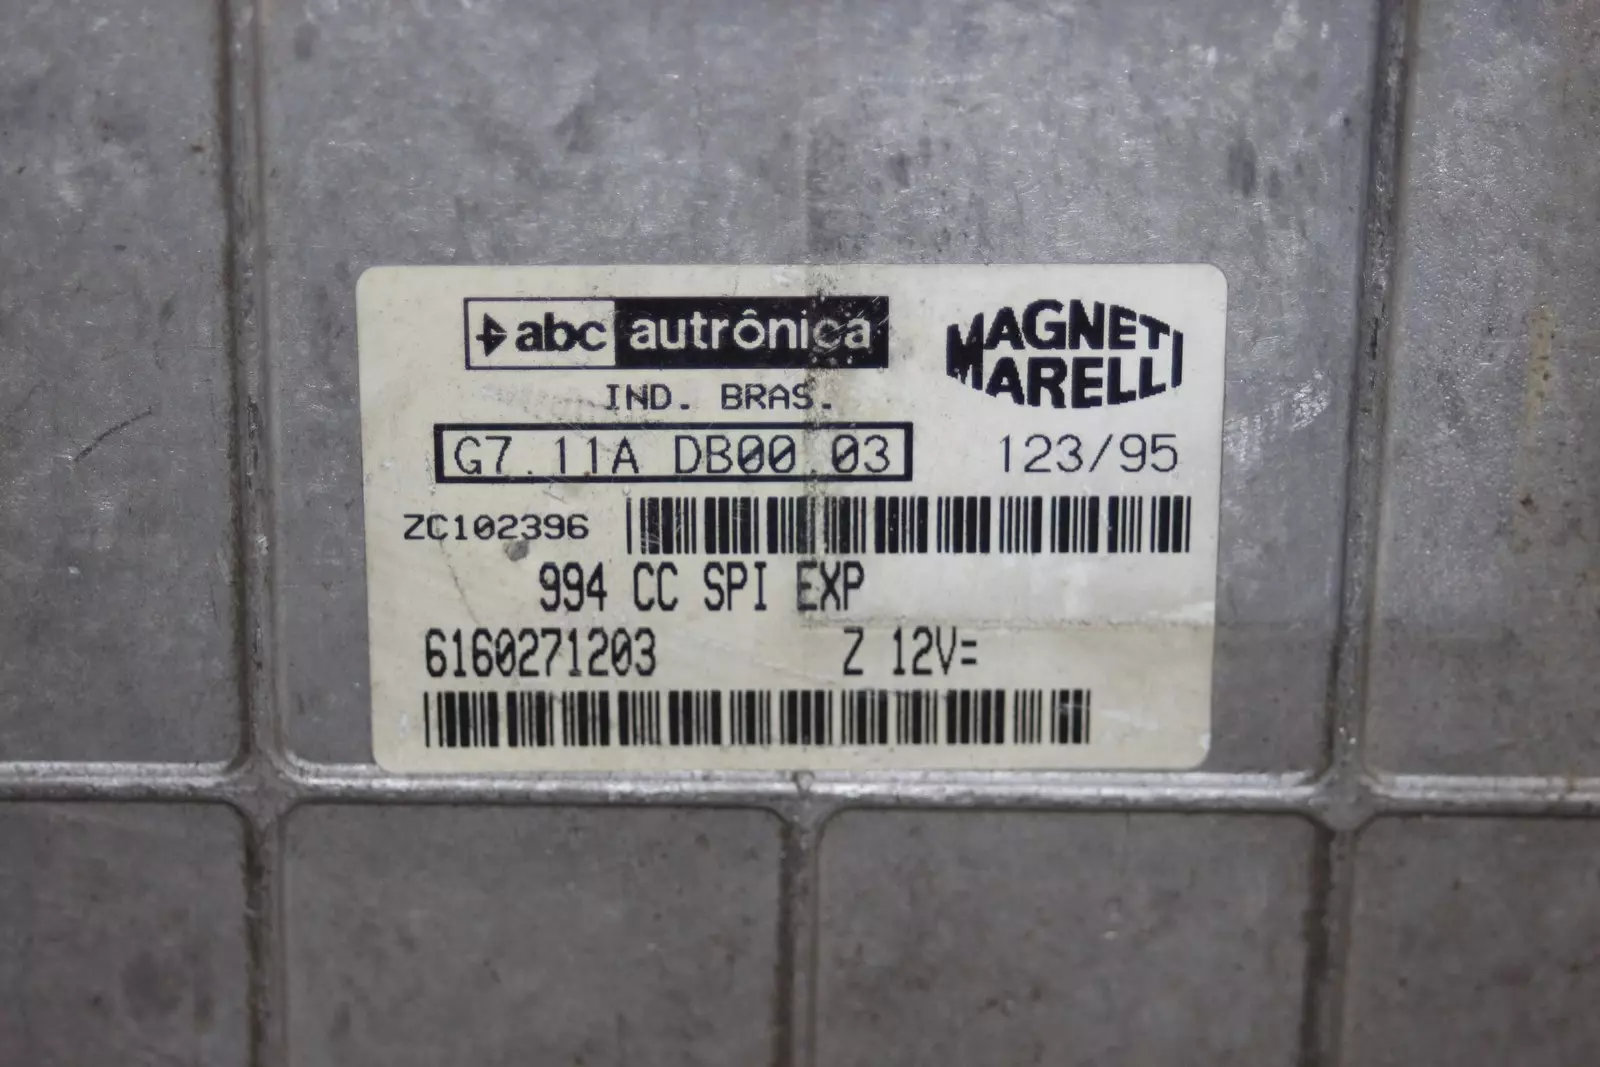 abc autrônica
MAGNETI MARELLI
IND. BRAS.
G7.11A DB00.03 123/95
ZC102396
994 CC SPI EXP
6160271203 Z 12V=